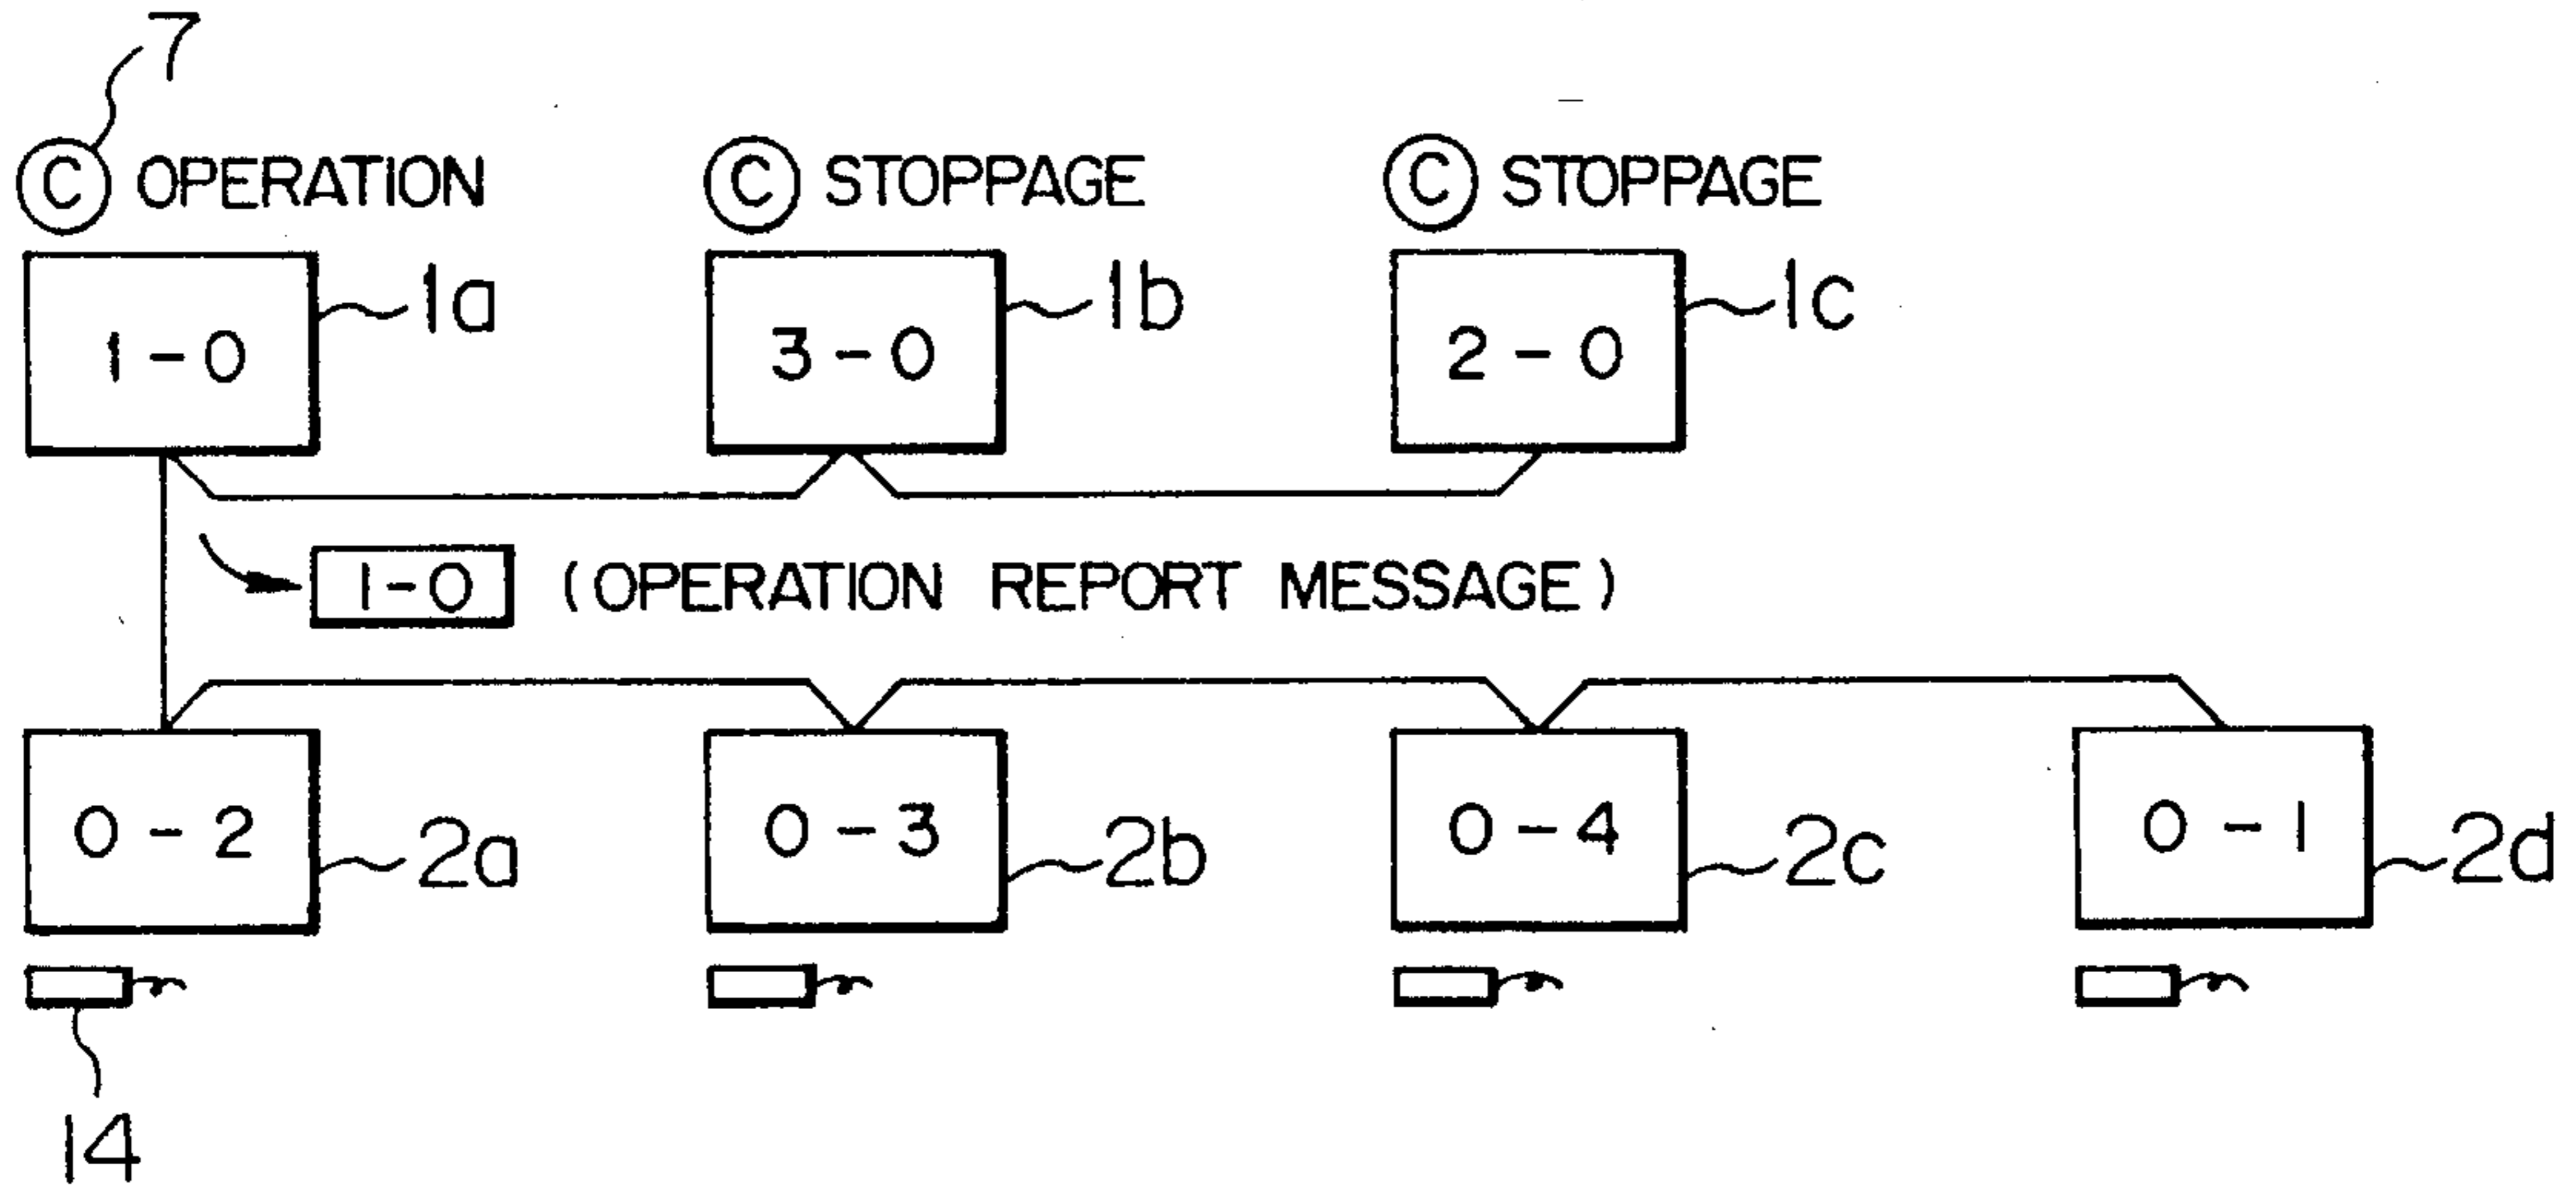 7
C OPERATION C STOPPAGE C STOPPAGE
1a 1b 1c
1-0 3-0 2-0
1-0 (OPERATION REPORT MESSAGE)
0-2 0-3 0-4 0-1
2a 2b 2c 2d
14